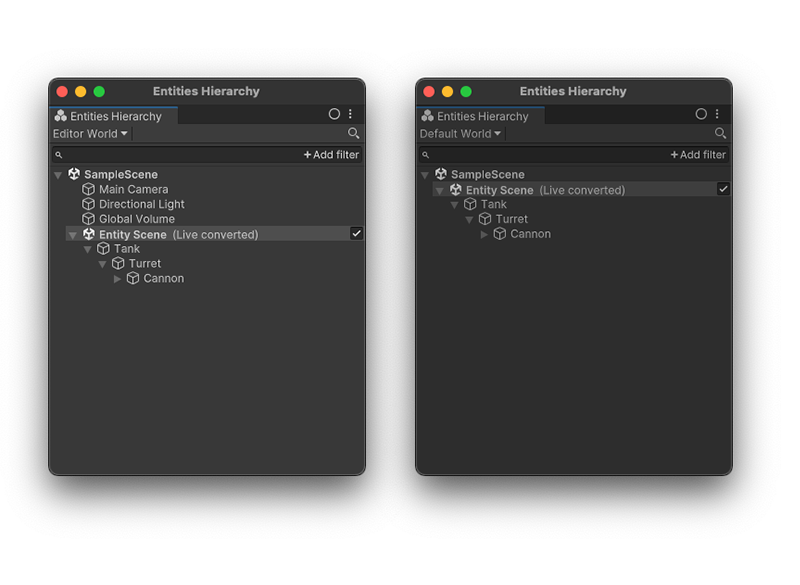 Entities Hierarchy
Entities Hierarchy
Editor World
+Add filter
SampleScene
Main Camera
Directional Light
Global Volume
Entity Scene (Live converted)
Tank
Turret
Cannon
Entities Hierarchy
Entities Hierarchy
Default World
+Add filter
SampleScene
Entity Scene (Live converted)
Tank
Turret
Cannon